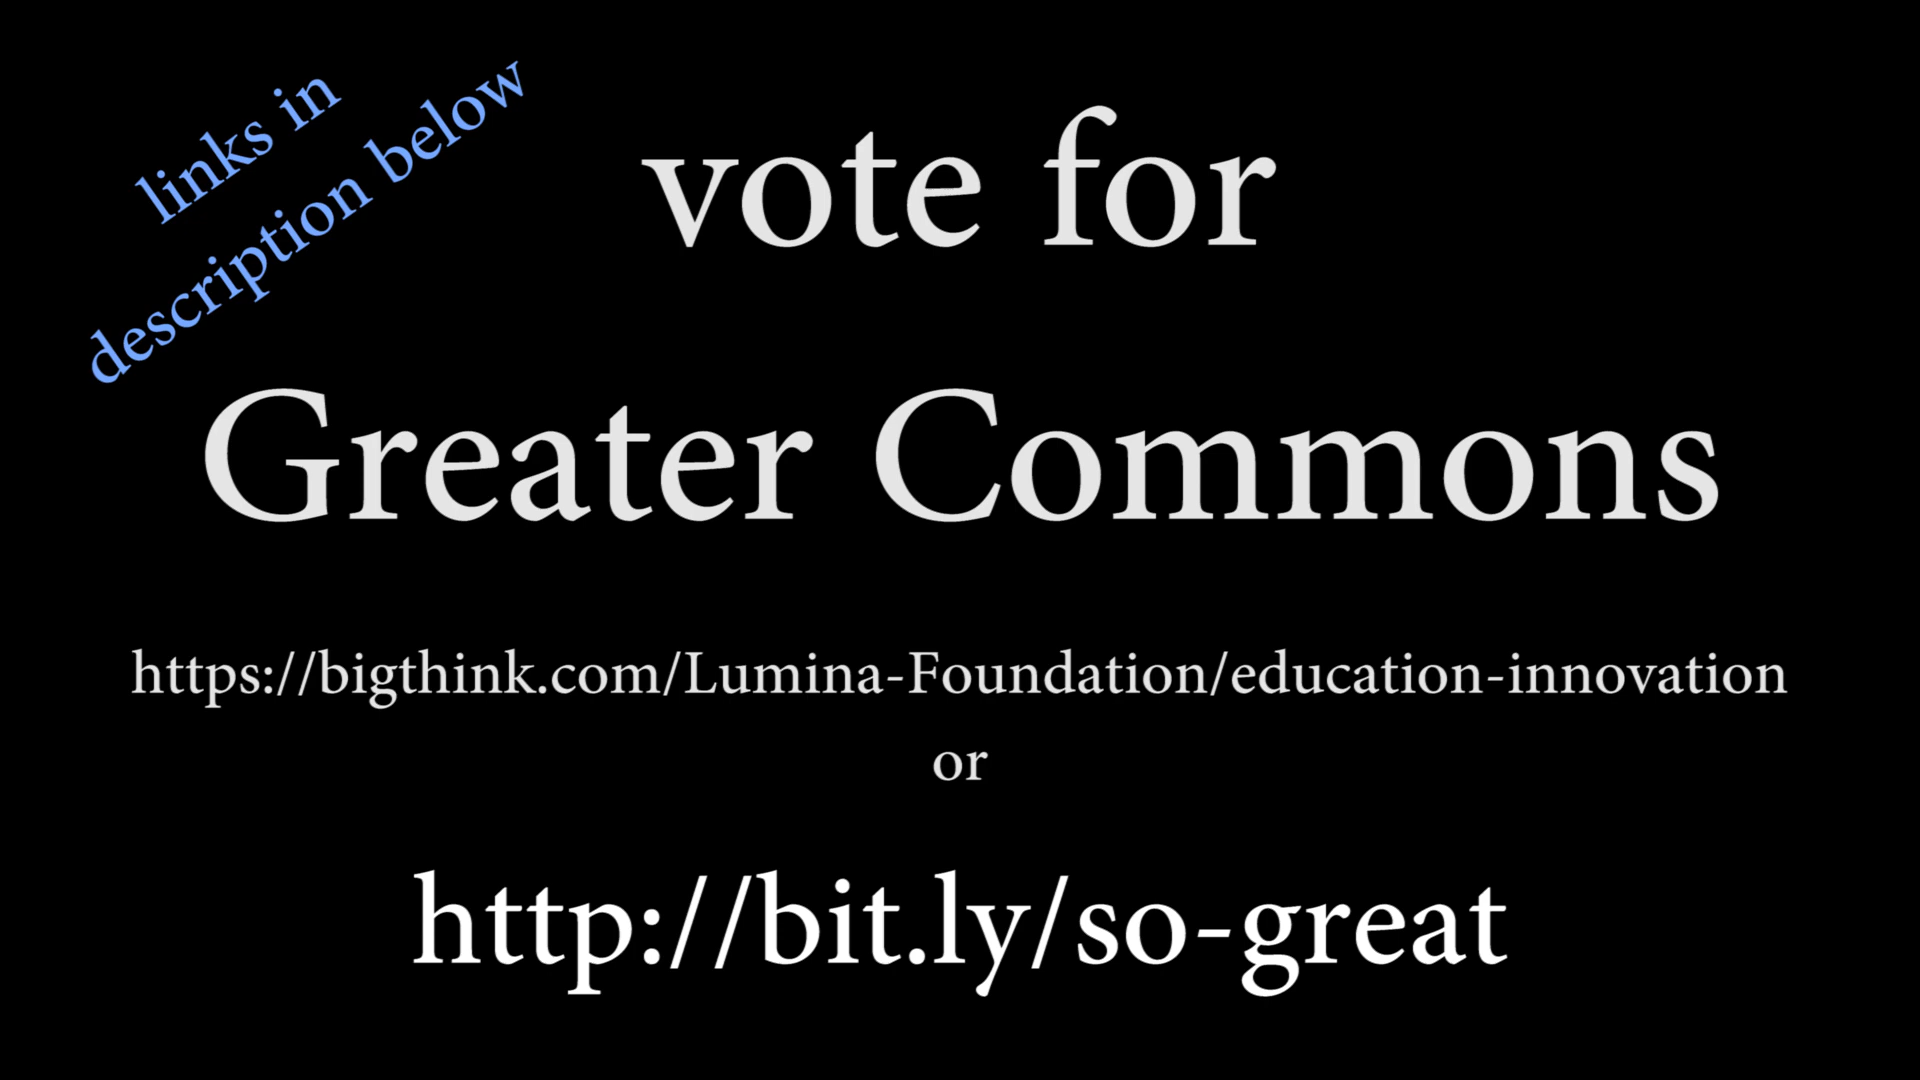 links in
description below
vote for
Greater Commons
https://bigthink.com/Lumina-Foundation/education-innovation
or
http://bit.ly/so-great